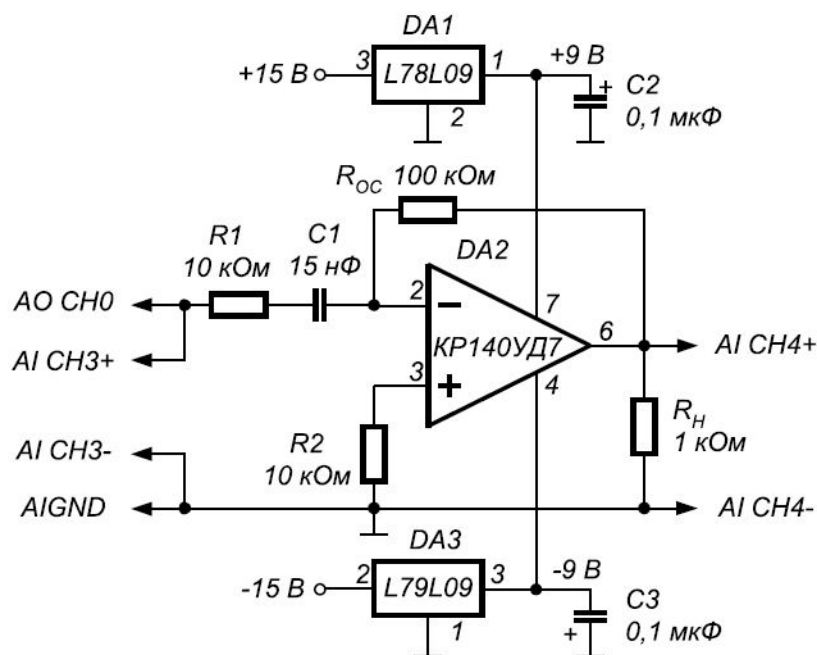 DA1
+15 В
3
L78L09
1
+9 В
2
+
C2
0,1 мкФ
R_OC 100 кОм
R1
10 кОм
C1
15 нФ
DA2
AO CH0
2
−
7
AI CH3+
КР140УД7
6
AI CH4+
3
+
4
R_H
1 кОм
AI CH3-
R2
10 кОм
AIGND
AI CH4-
DA3
-15 В
2
L79L09
3
-9 В
1
+
C3
0,1 мкФ